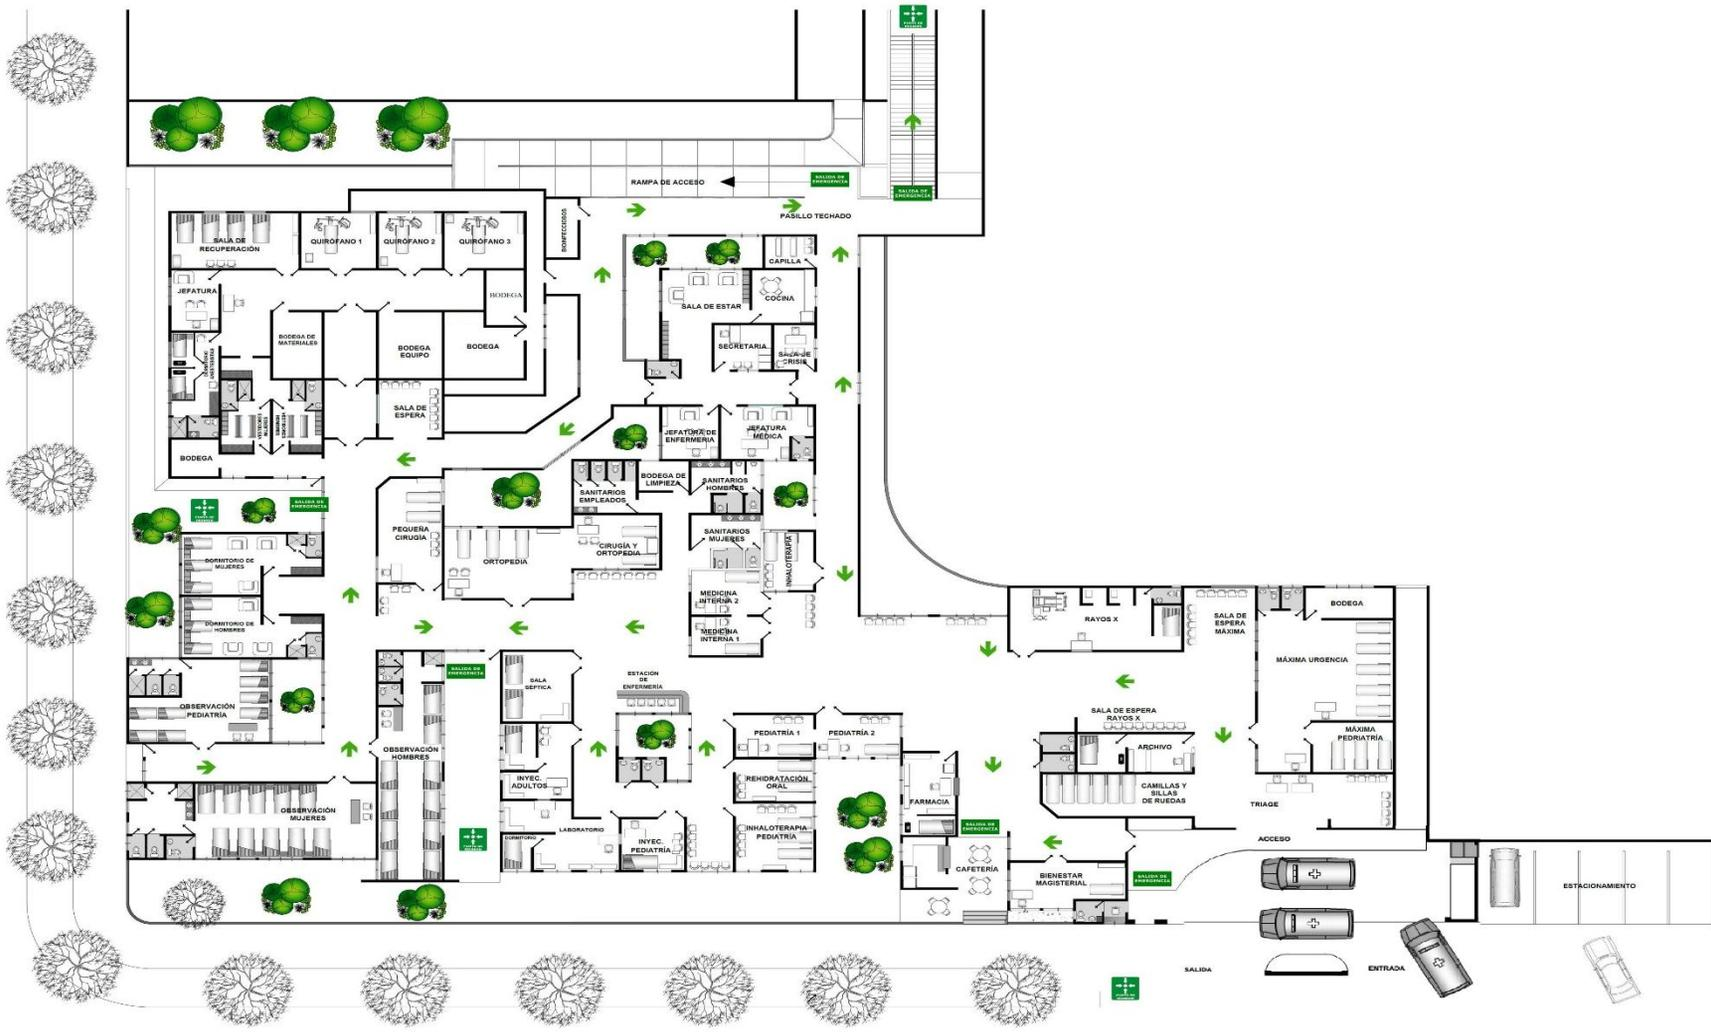 RAMPA DE ACCESO
SALIDA DE
EMERGENCIA
SALIDA DE
EMERGENCIA
PASILLO TECHADO
SALA DE
RECUPERACIÓN
QUIRÓFANO 1
QUIRÓFANO 2
QUIRÓFANO 3
CAPILLA
JEFATURA
BODEGA
SALA DE ESTAR
COCINA
BODEGA DE
MATERIALES
BODEGA
EQUIPO
BODEGA
SECRETARIA
SALA DE
CRISIS
SALA DE
ESPERA
JEFATURA DE
ENFERMERIA
JEFATURA
MÉDICA
BODEGA
BODEGA DE
LIMPIEZA
SANITARIOS
HOMBRES
SANITARIOS
EMPLEADOS
SALIDA DE
EMERGENCIA
PEQUEÑA
CIRUGÍA
SANITARIOS
MUJERES
CIRUGÍA Y
ORTOPEDIA
ORTOPEDIA
INHALOTERAPIA
DORMITORIO DE
MUJERES
MEDICINA
INTERNA 2
DORMITORIO DE
HOMBRES
MEDICINA
INTERNA 1
RAYOS X
SALA DE
ESPERA
MÁXIMA
BODEGA
MÁXIMA URGENCIA
SALIDA DE
EMERGENCIA
SALA
SÉPTICA
ESTACIÓN
DE
ENFERMERÍA
OBSERVACIÓN
PEDIATRÍA
SALA DE ESPERA
RAYOS X
PEDIATRÍA 1
PEDIATRÍA 2
MÁXIMA
PEDRIATRÍA
OBSERVACIÓN
HOMBRES
ARCHIVO
INYEC.
ADULTOS
REHIDRATACIÓN
ORAL
CAMILLAS Y
SILLAS
DE RUEDAS
FARMACIA
TRIAGE
OBSERVACIÓN
MUJERES
SALIDA DE
EMERGENCIA
LABORATORIO
DORMITORIO
INYEC.
PEDIATRÍA
INHALOTERAPIA
PEDIATRÍA
ACCESO
CAFETERÍA
BIENESTAR
MAGISTERIAL
SALIDA DE
EMERGENCIA
ESTACIONAMIENTO
SALIDA
ENTRADA